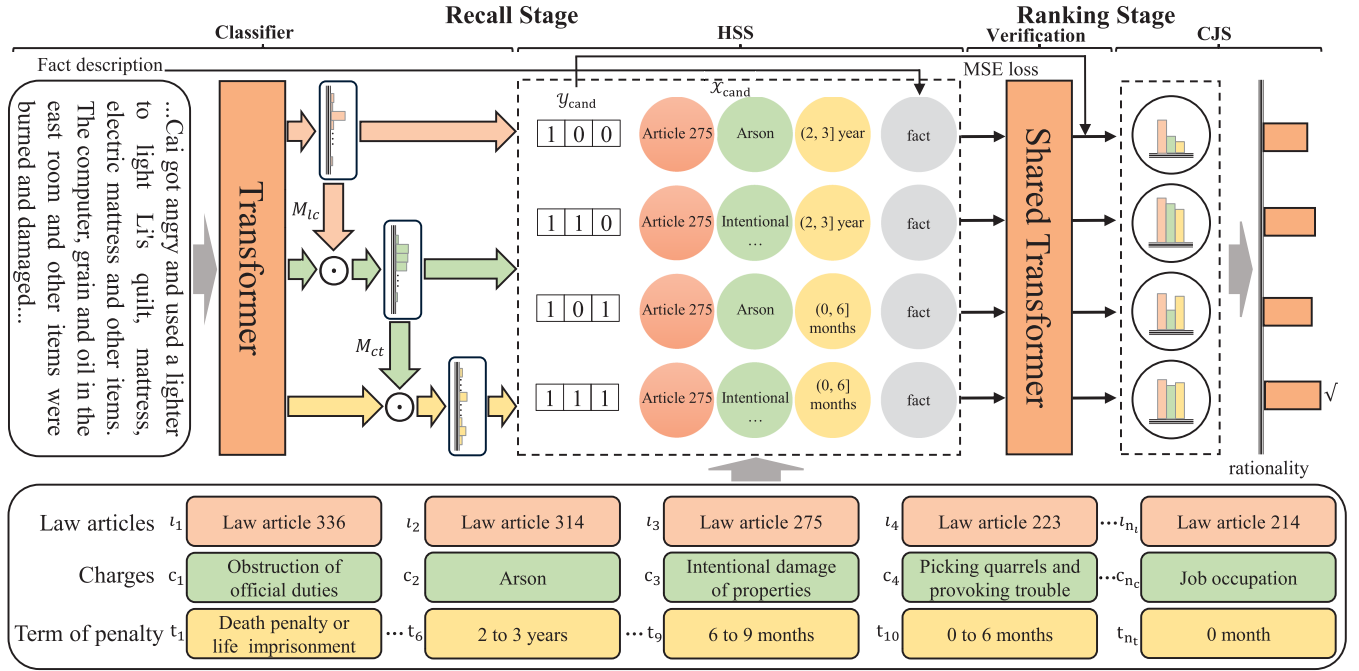 Recall Stage
Ranking Stage
Classifier
HSS
Verification
CJS
Fact description
MSE loss
...Cai got angry and used a lighter
to light Li's quilt, mattress,
electric mattress and other items.
The computer, grain and oil in the
east room and other items were
burned and damaged...
Transformer
M_lc
M_ct
𝒴_cand
𝒳_cand
1 0 0
Article 275
Arson
(2, 3] year
fact
1 1 0
Article 275
Intentional
...
(2, 3] year
fact
1 0 1
Article 275
Arson
(0, 6]
months
fact
1 1 1
Article 275
Intentional
...
(0, 6]
months
fact
Shared Transformer
√
rationality
Law articles
ι₁
Law article 336
ι₂
Law article 314
ι₃
Law article 275
ι₄
Law article 223
...
ι_nι
Law article 214
Charges
c₁
Obstruction of
official duties
c₂
Arson
c₃
Intentional damage
of properties
c₄
Picking quarrels and
provoking trouble
...
c_nc
Job occupation
Term of penalty
t₁
Death penalty or
life imprisonment
...
t₆
2 to 3 years
...
t₉
6 to 9 months
t₁₀
0 to 6 months
t_nt
0 month